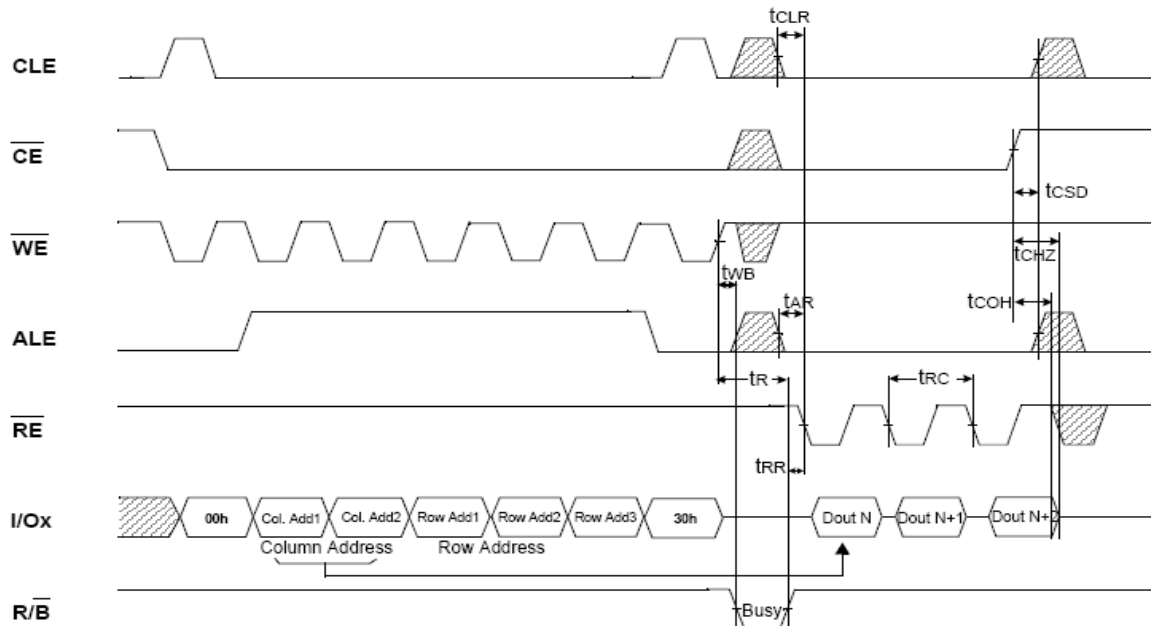 tCLR
CLE
CE
tCSD
WE
tCHZ
tWB
tAR
tCOH
ALE
tR
tRC
RE
tRR
I/Ox
00h
Col. Add1
Col. Add2
Row Add1
Row Add2
Row Add3
30h
Dout N
Dout N+1
Dout N+2
Column Address
Row Address
R/B
Busy